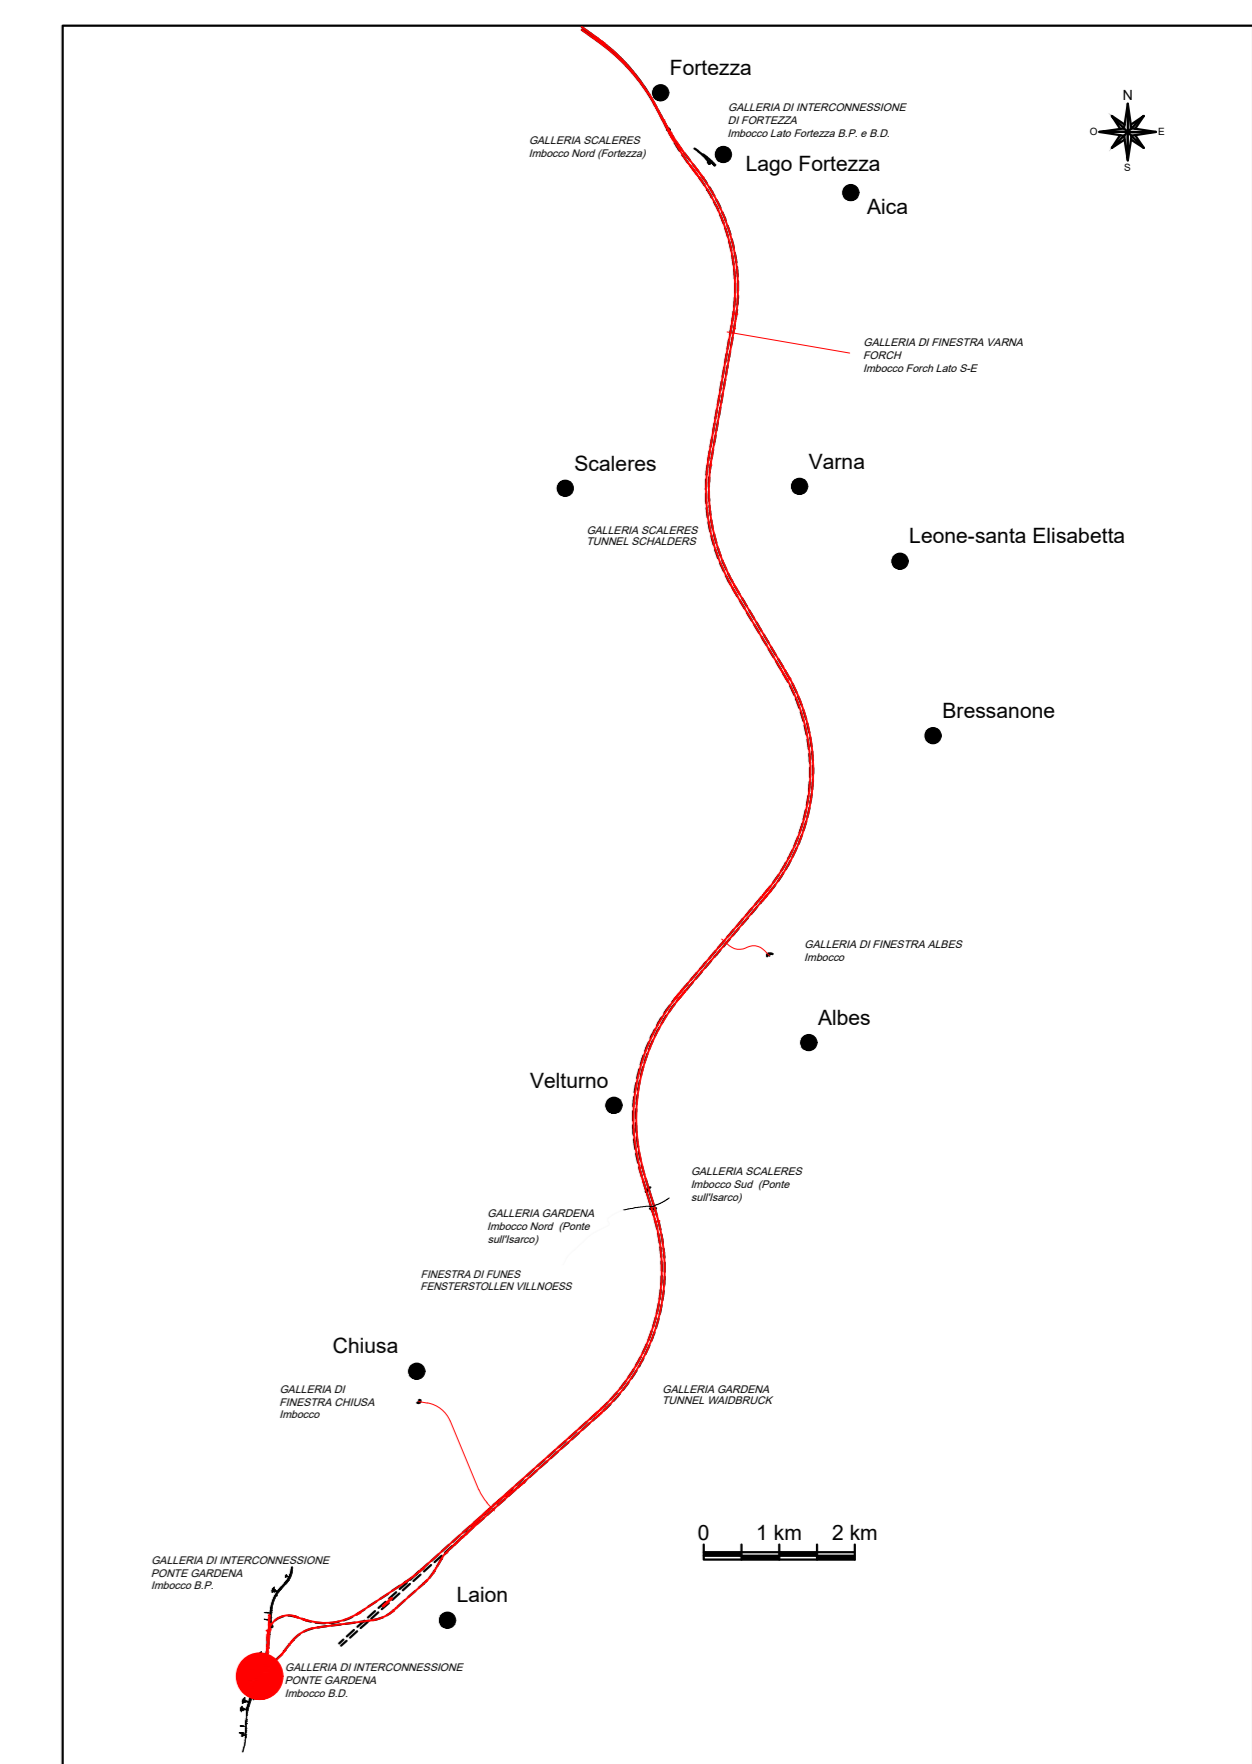 Fortezza
GALLERIA DI INTERCONNESSIONE
DI FORTEZZA
Imbocco Lato Fortezza B.P. e B.D.
N
O
E
S
GALLERIA SCALERES
Imbocco Nord (Fortezza)
Lago Fortezza
Aica
GALLERIA DI FINESTRA VARNA
FORCH
Imbocco Forch Lato S-E
Scaleres
Varna
GALLERIA SCALERES
TUNNEL SCHALDERS
Leone-santa Elisabetta
Bressanone
GALLERIA DI FINESTRA ALBES
Imbocco
Albes
Velturno
GALLERIA SCALERES
Imbocco Sud (Ponte
sull'Isarco)
GALLERIA GARDENA
Imbocco Nord (Ponte
sull'Isarco)
FINESTRA DI FUNES
FENSTERSTOLLEN VILLNOESS
Chiusa
GALLERIA DI
FINESTRA CHIUSA
Imbocco
GALLERIA GARDENA
TUNNEL WAIDBRUCK
0 1 km 2 km
GALLERIA DI INTERCONNESSIONE
PONTE GARDENA
Imbocco B.P.
Laion
GALLERIA DI INTERCONNESSIONE
PONTE GARDENA
Imbocco B.D.